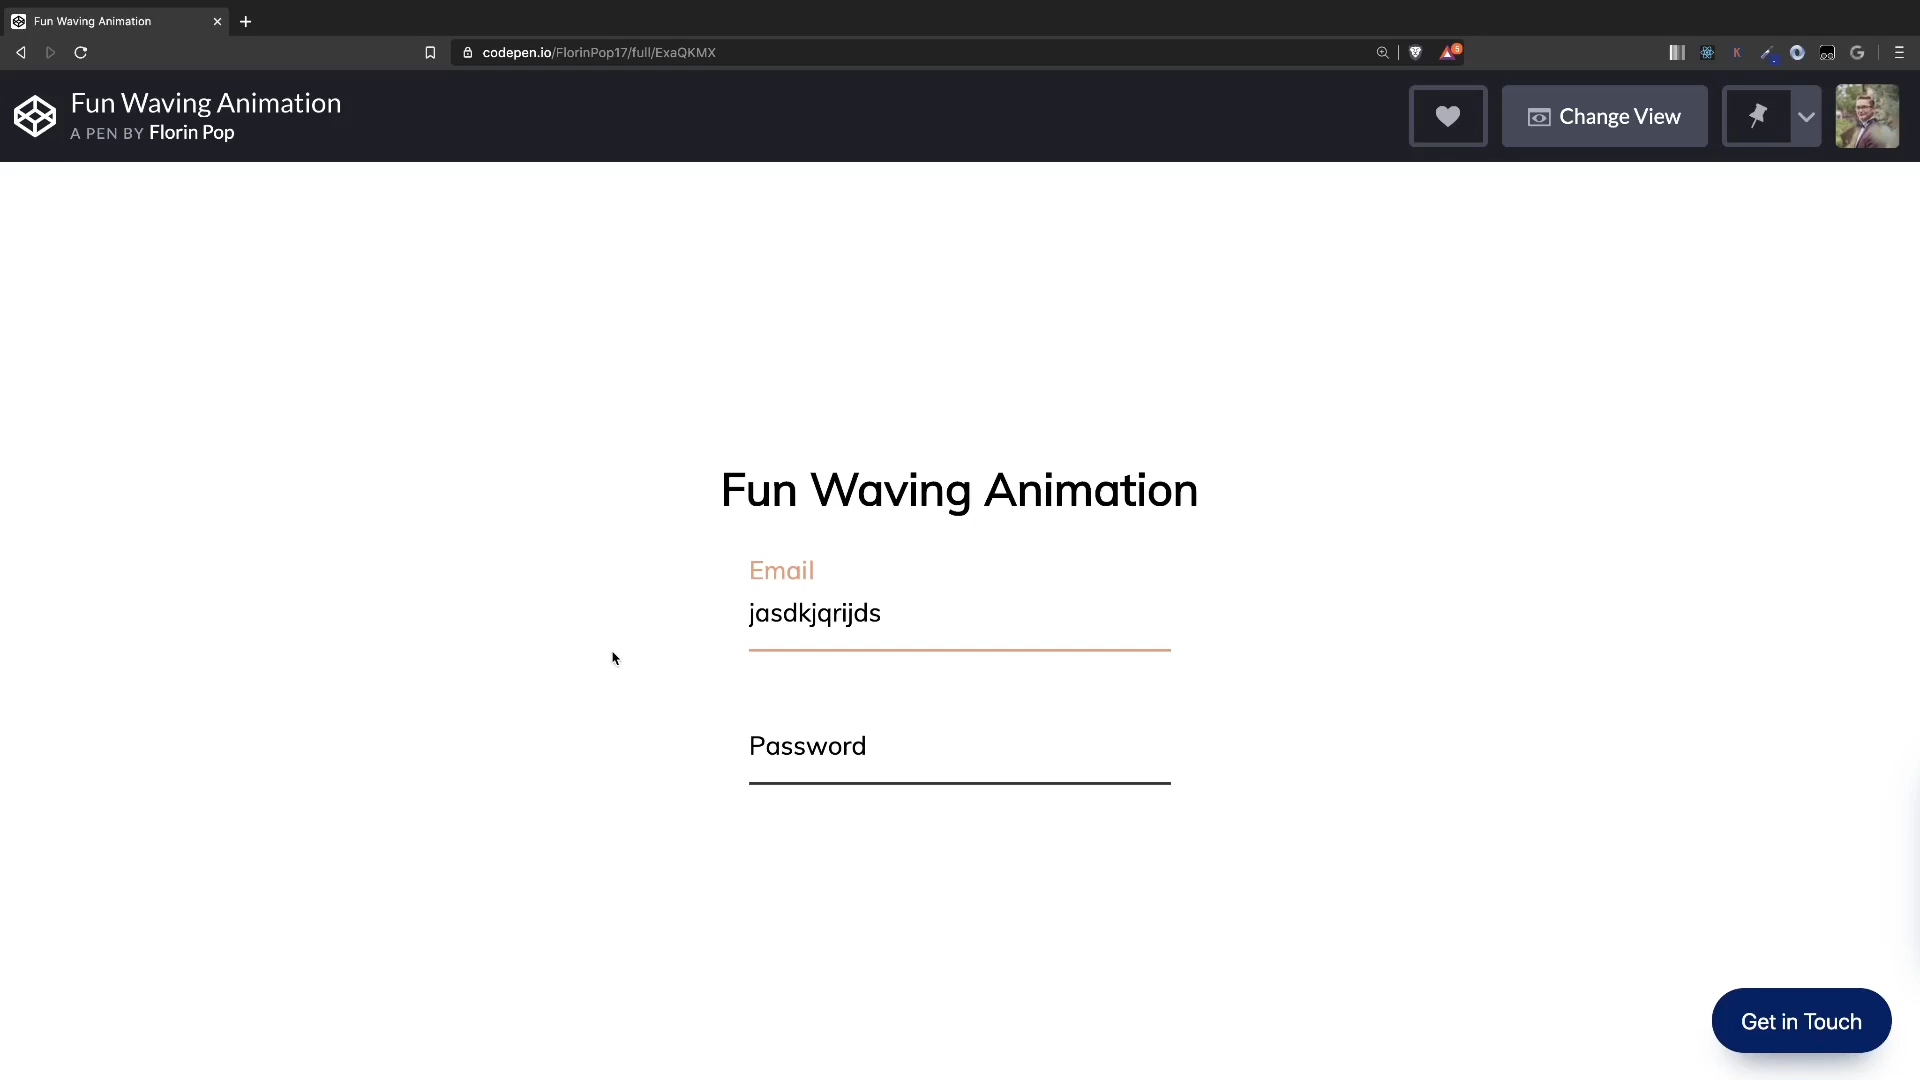 Fun Waving Animation
codepen.io/FlorinPop17/full/ExaQKMX
5
K
G
Fun Waving Animation
A PEN BY Florin Pop
Change View
Fun Waving Animation
Email
jasdkjqrijds
Password
Get in Touch